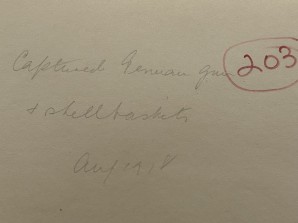 Captured German gun 203
+ shell baskets
Aug 1918